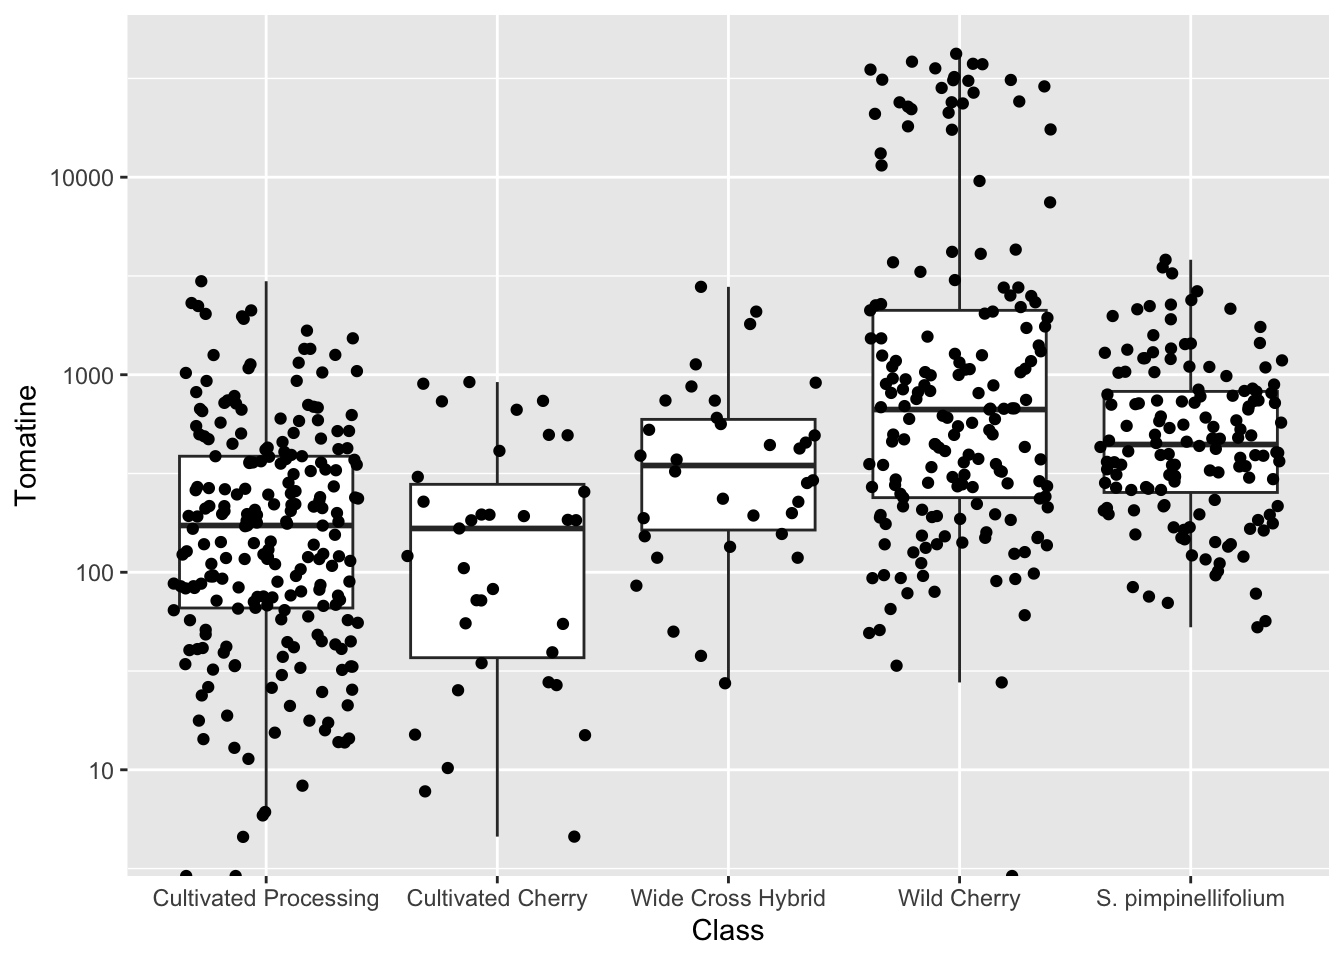 Tomatine
10000
1000
100
10
Cultivated Processing
Cultivated Cherry
Wide Cross Hybrid
Wild Cherry
S. pimpinellifolium
Class